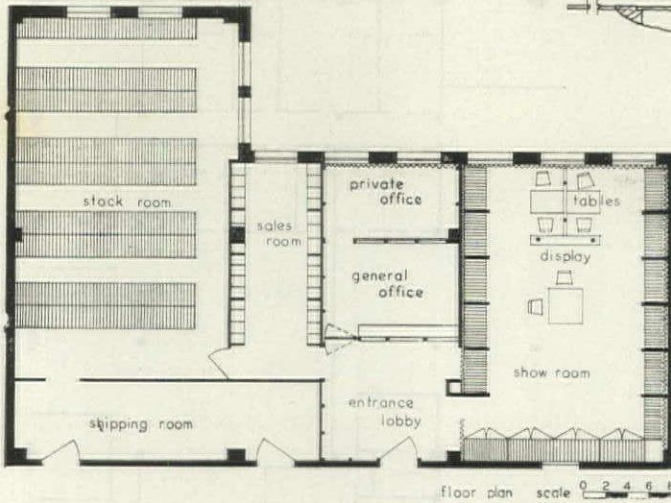 stock room
sales
room
private
office
general
office
tables
display
show room
entrance
lobby
shipping room
floor plan scale 0 2 4 6